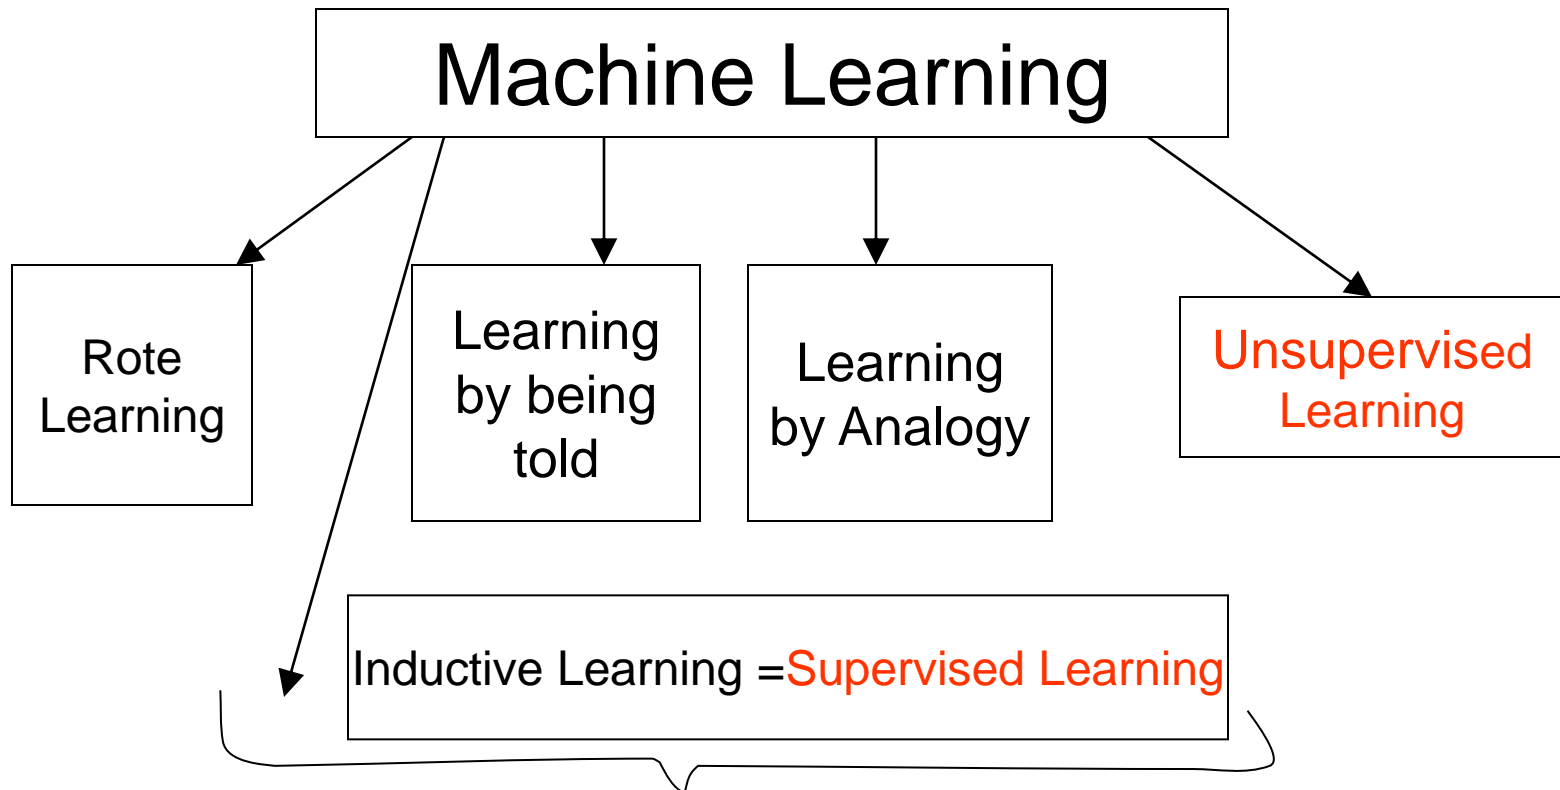 Machine Learning
Rote
Learning
Learning
by being
told
Learning
by Analogy
Unsupervised
Learning
Inductive Learning =Supervised Learning